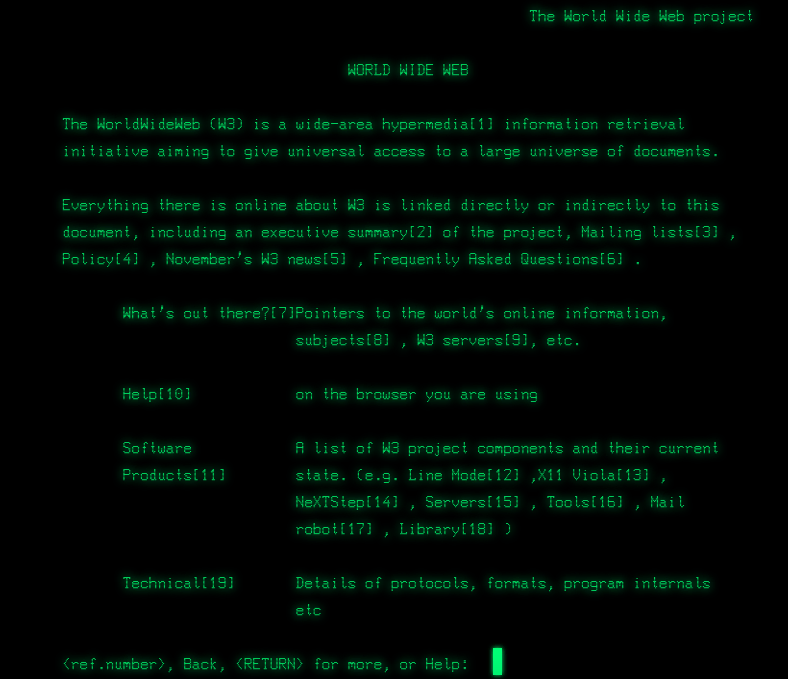 The World Wide Web project
WORLD WIDE WEB
The WorldWideWeb (W3) is a wide-area hypermedia[1] information retrieval
initiative aiming to give universal access to a large universe of documents.
Everything there is online about W3 is linked directly or indirectly to this
document, including an executive summary[2] of the project, Mailing lists[3] ,
Policy[4] , November's W3 news[5] , Frequently Asked Questions[6] .
What's out there?[7]Pointers to the world's online information,
subjects[8] , W3 servers[9], etc.
Help[10] on the browser you are using
Software A list of W3 project components and their current
Products[11] state. (e.g. Line Mode[12] ,X11 Viola[13] ,
NeXTStep[14] , Servers[15] , Tools[16] , Mail
robot[17] , Library[18] )
Technical[19] Details of protocols, formats, program internals
etc
<ref.number>, Back, <RETURN> for more, or Help: